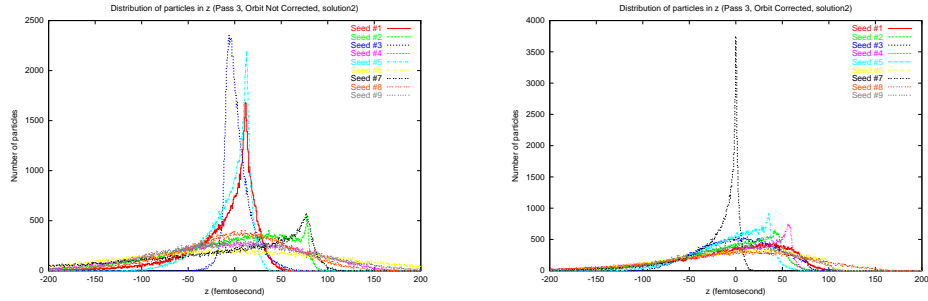 Distribution of particles in z (Pass 3, Orbit Not Corrected, solution2)
Number of particles
2500
2000
1500
1000
500
0
-200
-150
-100
-50
0
50
100
150
200
z (femtosecond)
Seed #1
Seed #2
Seed #3
Seed #4
Seed #5
Seed #6
Seed #7
Seed #8
Seed #9
Distribution of particles in z (Pass 3, Orbit Corrected, solution2)
Number of particles
4000
3500
3000
2500
2000
1500
1000
500
0
-200
-150
-100
-50
0
50
100
150
200
z (femtosecond)
Seed #1
Seed #2
Seed #3
Seed #4
Seed #5
Seed #6
Seed #7
Seed #8
Seed #9